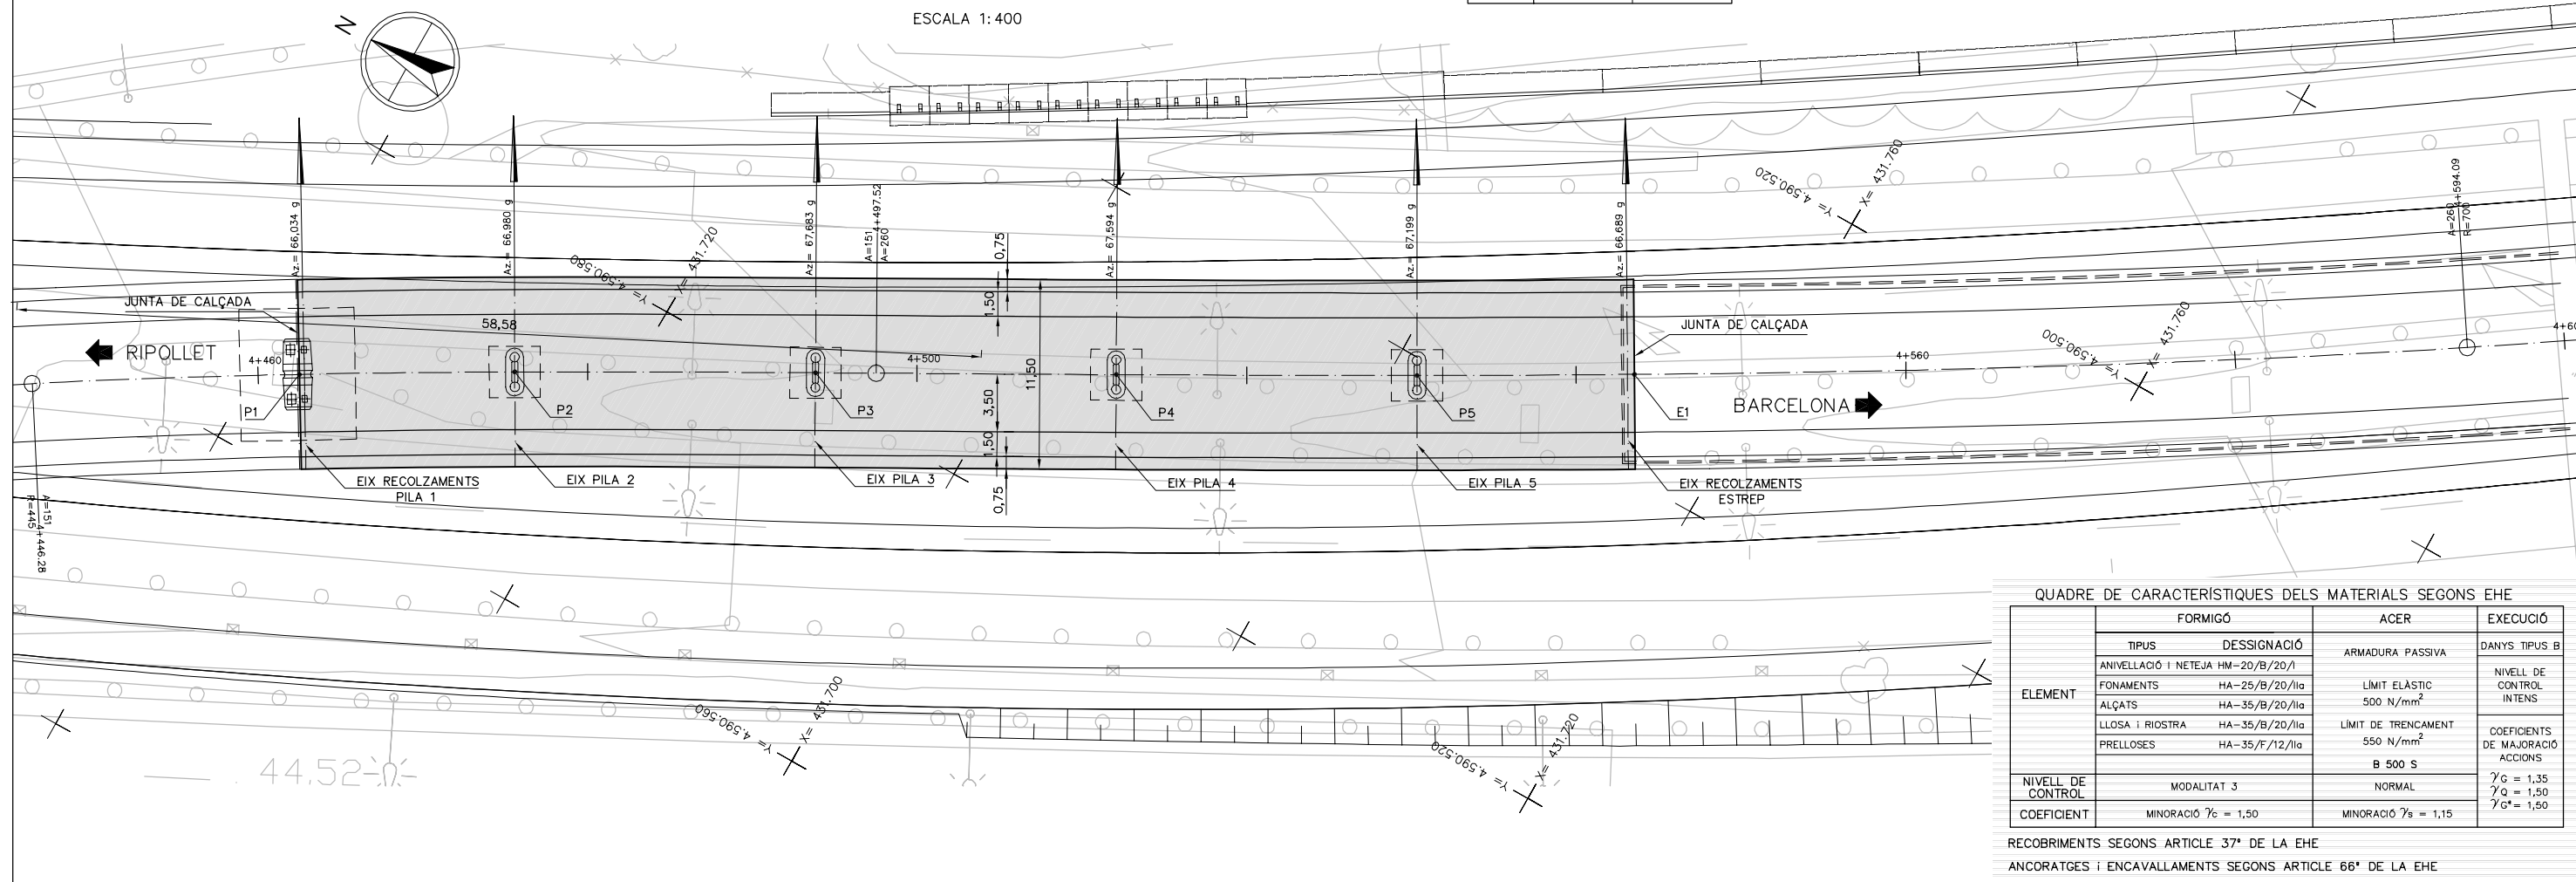 ESCALA 1:400
N
Az.= 66,034 g
Az.= 66,980 g
Az.= 67,683 g
A=151
4+497.52
A=260
Az.= 67,594 g
Az.= 67,199 g
Az.= 66,689 g
Y= 4.590.520
X= 431.760
A=260
4+594.09
R=700
Y= 4.590.580
X= 431.720
0,75
1,50
JUNTA DE CALÇADA
58,58
RIPOLLET
4+460
4+500
11,50
3,50
JUNTA DE CALÇADA
4+560
Y= 4.590.500
X= 431.760
P1
P2
P3
P4
P5
E1
BARCELONA
1,50
0,75
EIX RECOLZAMENTS
PILA 1
EIX PILA 2
EIX PILA 3
EIX PILA 4
EIX PILA 5
EIX RECOLZAMENTS
ESTREP
A=151
4+446.28
R=445
Y= 4.590.560
X= 431.700
Y= 4.590.520
X= 431.720
44.52
QUADRE DE CARACTERÍSTIQUES DELS MATERIALS SEGONS EHE
FORMIGÓ ACER EXECUCIÓ
ELEMENT
TIPUS DESSIGNACIÓ
ANIVELLACIÓ I NETEJA HM-20/B/20/I
FONAMENTS HA-25/B/20/IIa
ALÇATS HA-35/B/20/IIa
LLOSA i RIOSTRA HA-35/B/20/IIa
PRELLOSES HA-35/F/12/IIa
ARMADURA PASSIVA
LÍMIT ELÀSTIC
500 N/mm²
LÍMIT DE TRENCAMENT
550 N/mm²
B 500 S
DANYS TIPUS B
NIVELL DE
CONTROL
INTENS
COEFICIENTS
DE MAJORACIÓ
ACCIONS
γG = 1,35
γQ = 1,50
γG* = 1,50
NIVELL DE
CONTROL
MODALITAT 3 NORMAL
COEFICIENT MINORACIÓ γc = 1,50 MINORACIÓ γs = 1,15
RECOBRIMENTS SEGONS ARTICLE 37º DE LA EHE
ANCORATGES i ENCAVALLAMENTS SEGONS ARTICLE 66º DE LA EHE